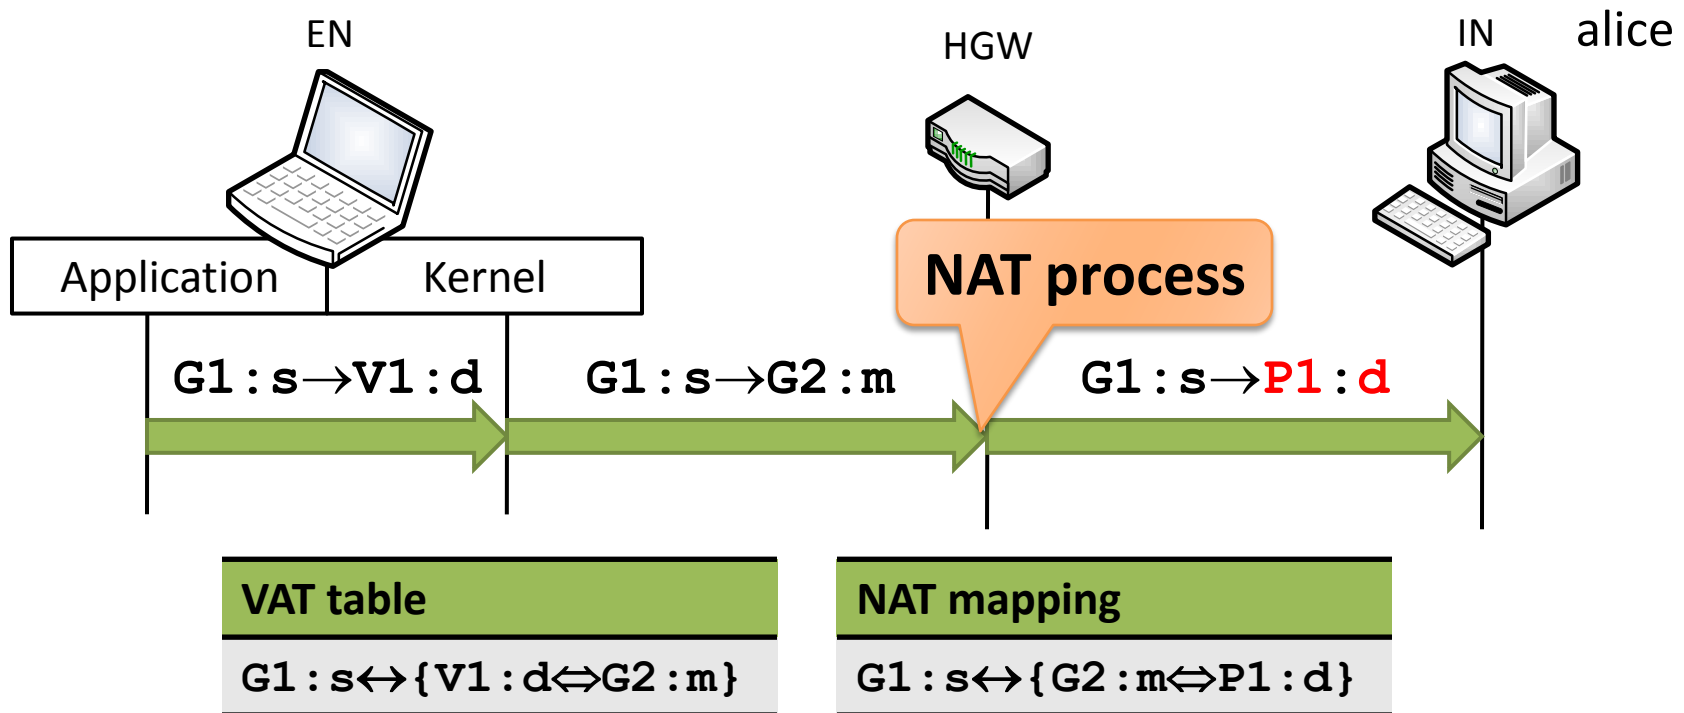 EN
HGW
IN
alice
Application
Kernel
NAT process
G1:s→V1:d
G1:s→G2:m
G1:s→P1:d
VAT table
NAT mapping
G1:s↔{V1:d⇔G2:m}
G1:s↔{G2:m⇔P1:d}